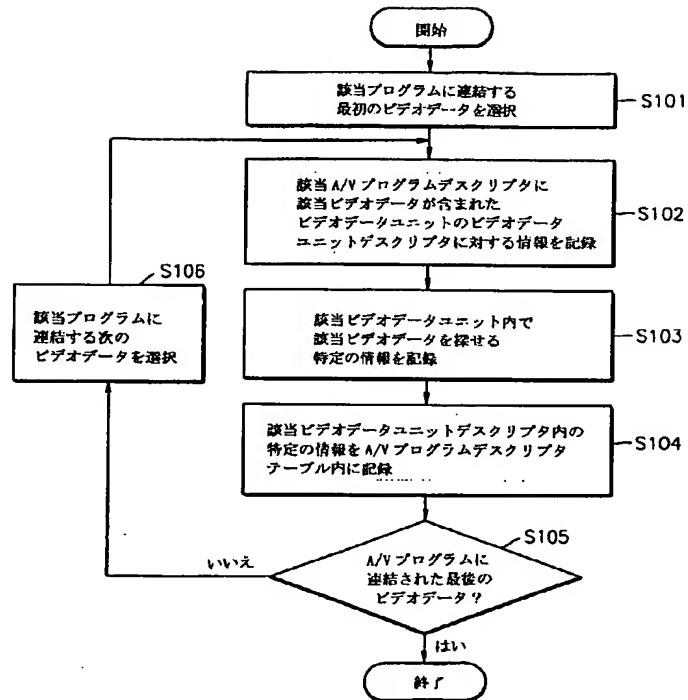 開始
該当プログラムに連結する
最初のビデオデータを選択
S101
該当A/Vプログラムデスクリプタに
該当ビデオデータが含まれた
ビデオデータユニットのビデオデータ
ユニットデスクリプタに対する情報を記録
S102
S106
該当プログラムに
連結する次の
ビデオデータを選択
該当ビデオデータユニット内で
該当ビデオデータを探せる
特定の情報を記録
S103
該当ビデオデータユニットデスクリプタ内の
特定の情報をA/Vプログラムデスクリプタ
テーブル内に記録
S104
S105
いいえ
A/Vプログラムに
連結された最後の
ビデオデータ?
はい
終了